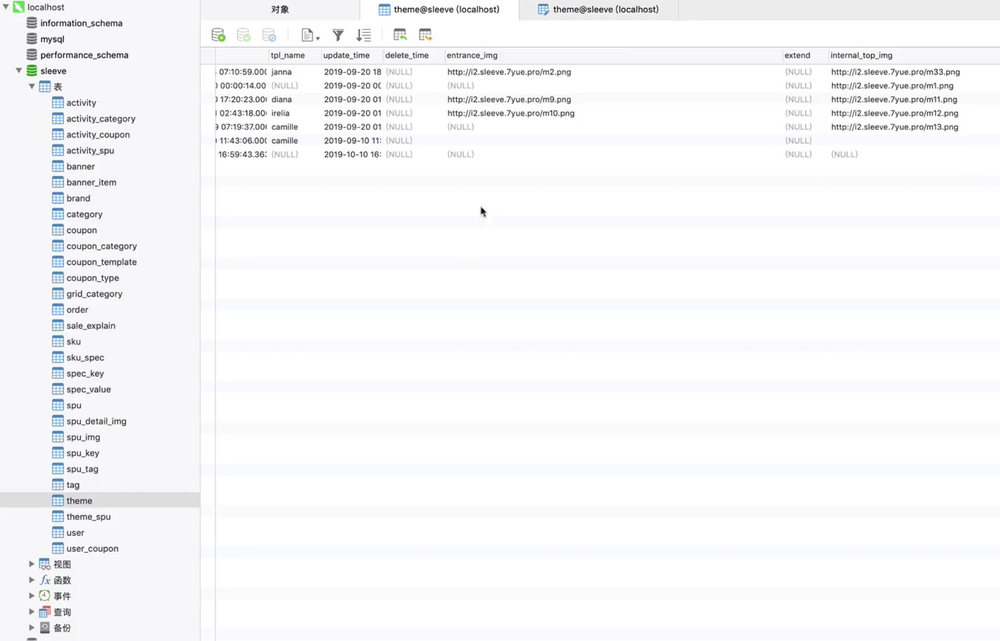 localhost
information_schema
mysql
performance_schema
sleeve
表
activity
activity_category
activity_coupon
activity_spu
banner
banner_item
brand
category
coupon
coupon_category
coupon_template
coupon_type
grid_category
order
sale_explain
sku
sku_spec
spec_key
spec_value
spu
spu_detail_img
spu_img
spu_key
spu_tag
tag
theme
theme_spu
user
user_coupon
视图
fx 函数
事件
查询
备份
对象 theme@sleeve (localhost) theme@sleeve (localhost)
tpl_name update_time delete_time entrance_img extend internal_top_img
07:10:59.00 janna 2019-09-20 18 (NULL) http://i2.sleeve.7yue.pro/m2.png (NULL) http://i2.sleeve.7yue.pro/m33.png
00:00:14.00 (NULL) 2019-09-20 00 (NULL) (NULL) (NULL) http://i2.sleeve.7yue.pro/m1.png
17:20:23.00 diana 2019-09-20 01 (NULL) http://i2.sleeve.7yue.pro/m9.png (NULL) http://i2.sleeve.7yue.pro/m11.png
02:43:18.00 irelia 2019-09-20 01 (NULL) http://i2.sleeve.7yue.pro/m10.png (NULL) http://i2.sleeve.7yue.pro/m12.png
9 07:19:37.00 camille 2019-09-20 01 (NULL) (NULL) (NULL) http://i2.sleeve.7yue.pro/m13.png
11:43:06.00 camille 2019-09-10 11: (NULL) (NULL)
16:59:43.36 (NULL) 2019-10-10 16: (NULL) (NULL) (NULL) (NULL)